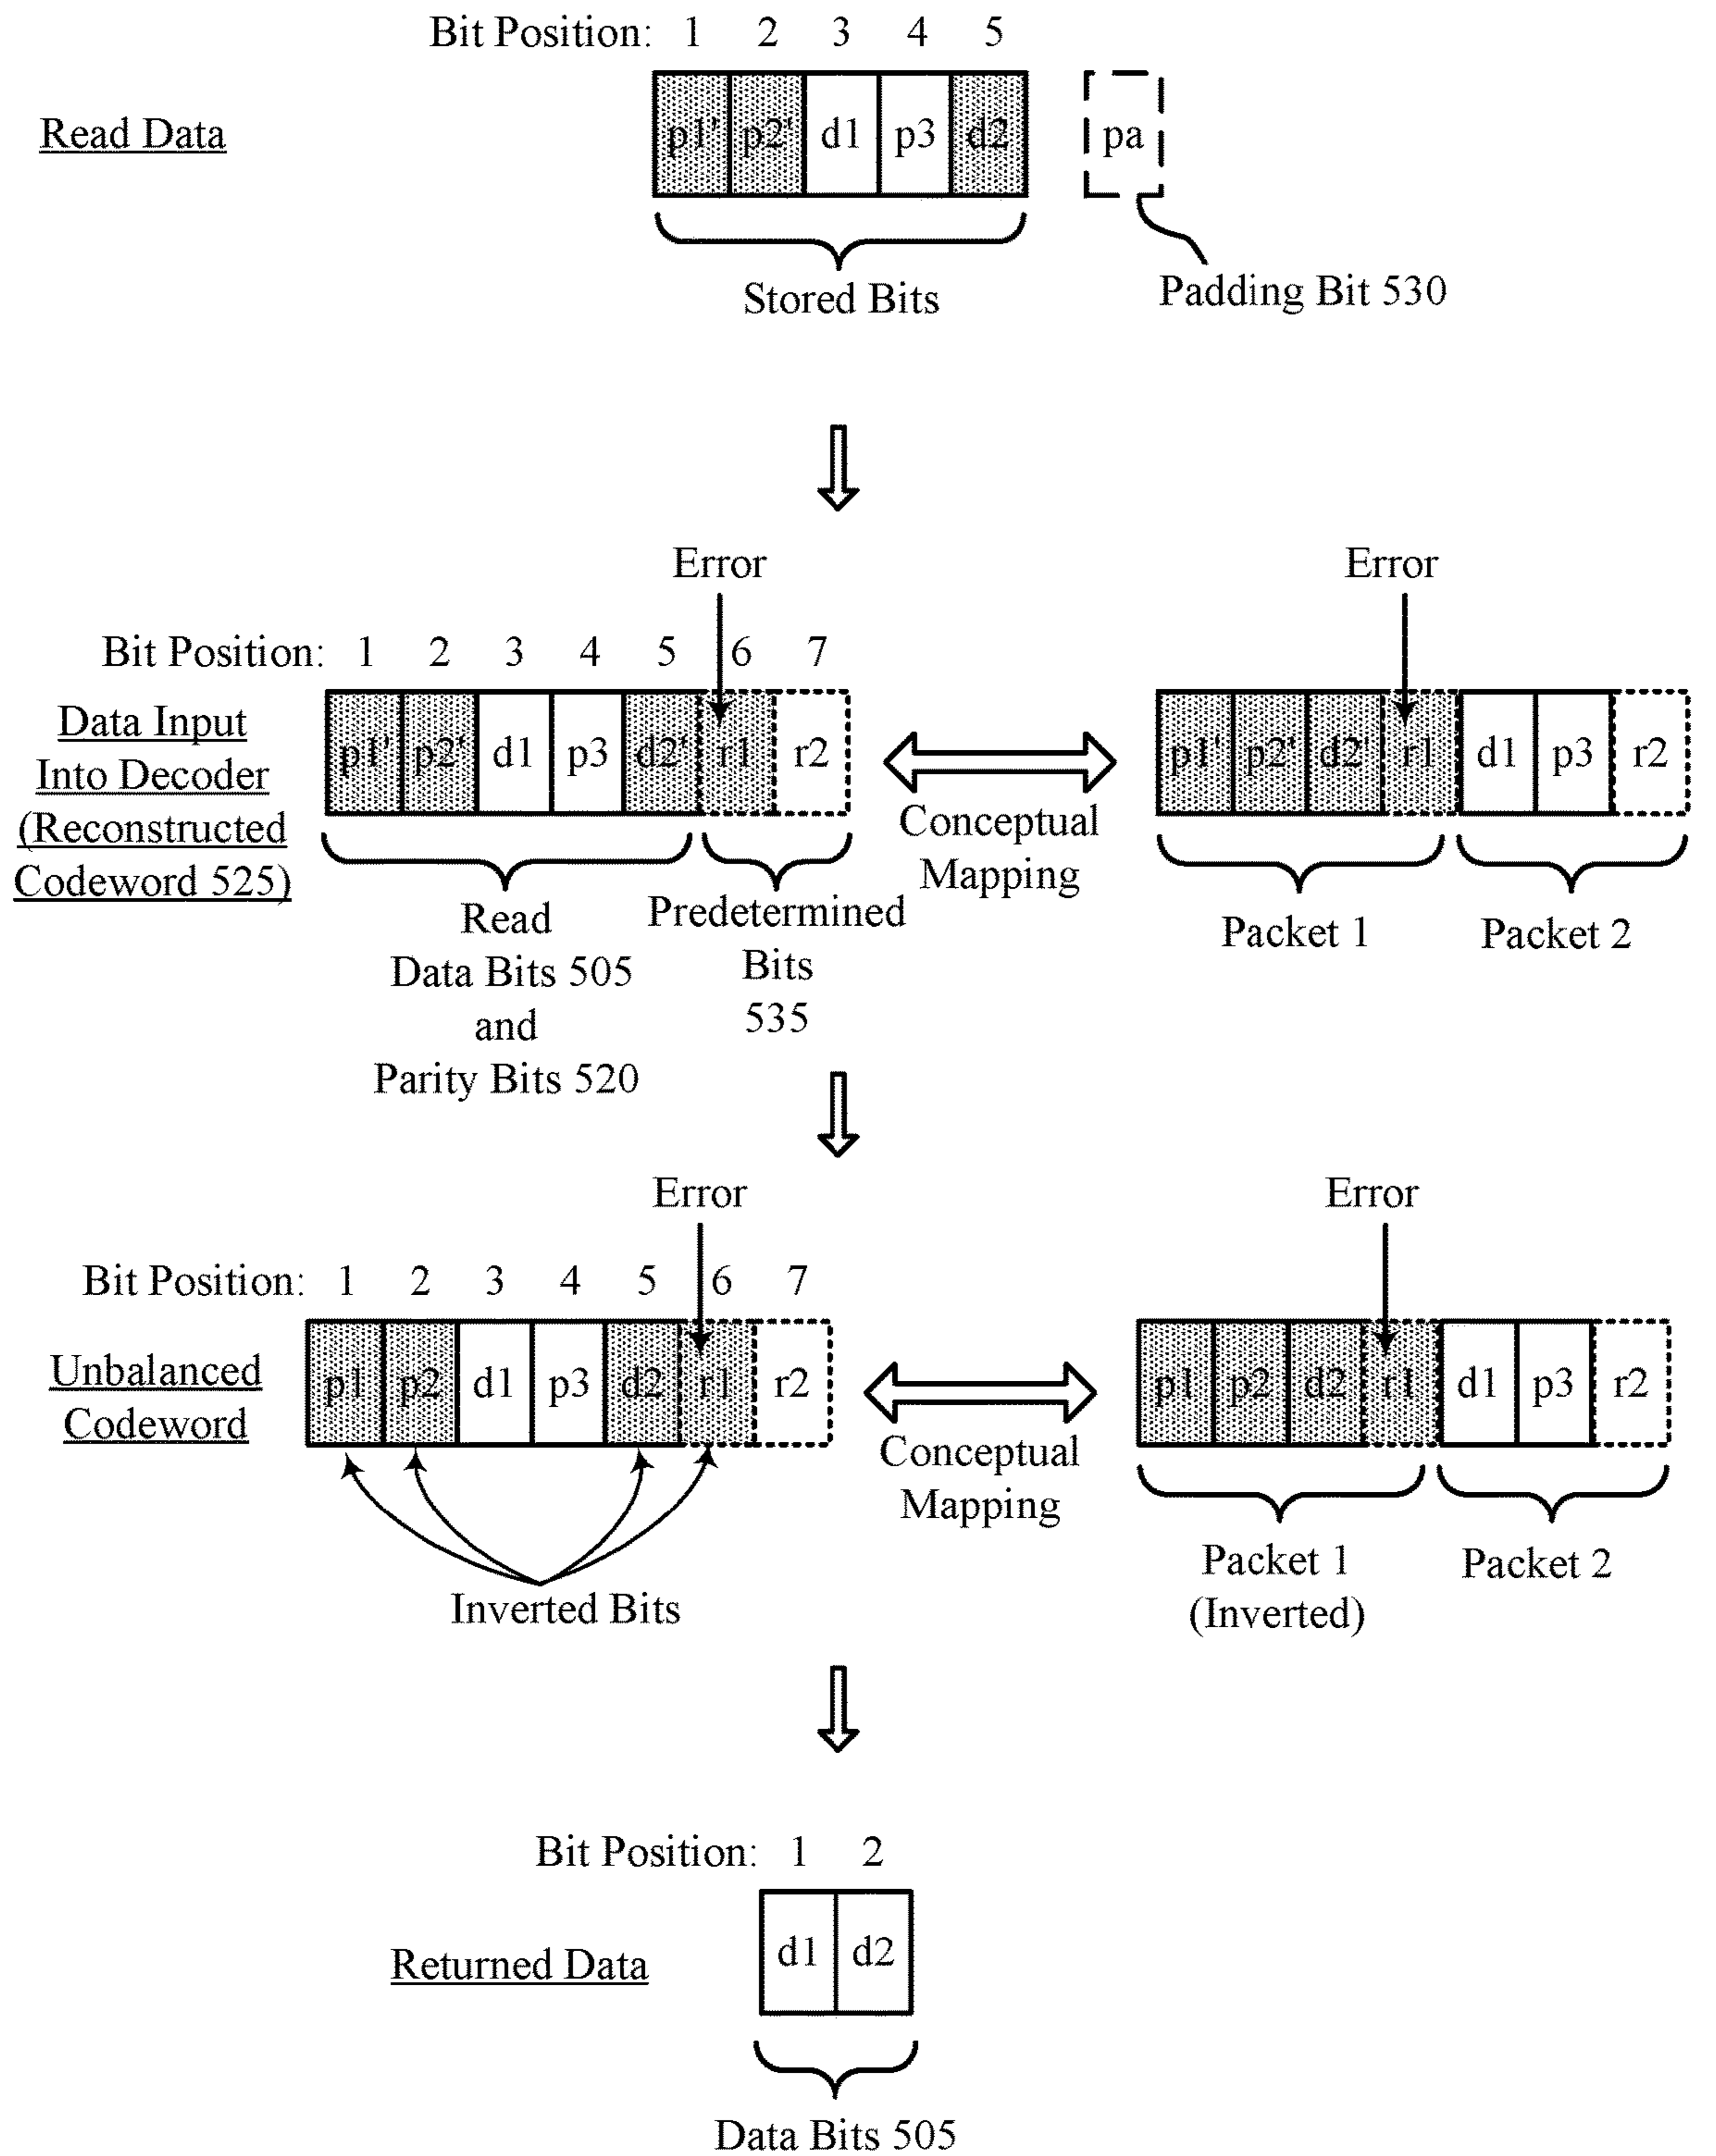 Bit Position: 1 2 3 4 5
Read Data
p1' p2' d1 p3 d2 pa
Stored Bits
Padding Bit 530
Error Error
Bit Position: 1 2 3 4 5 6 7
Data Input
Into Decoder
(Reconstructed
Codeword 525)
p1' p2' d1 p3 d2' r1 r2
Conceptual
Mapping
p1' p2' d2' r1 d1 p3 r2
Read
Data Bits 505
and
Parity Bits 520
Predetermined
Bits
535
Packet 1 Packet 2
Error Error
Bit Position: 1 2 3 4 5 6 7
Unbalanced
Codeword
p1 p2 d1 p3 d2 r1 r2
Conceptual
Mapping
p1 p2 d2 r1 d1 p3 r2
Inverted Bits
Packet 1
(Inverted)
Packet 2
Bit Position: 1 2
Returned Data
d1 d2
Data Bits 505